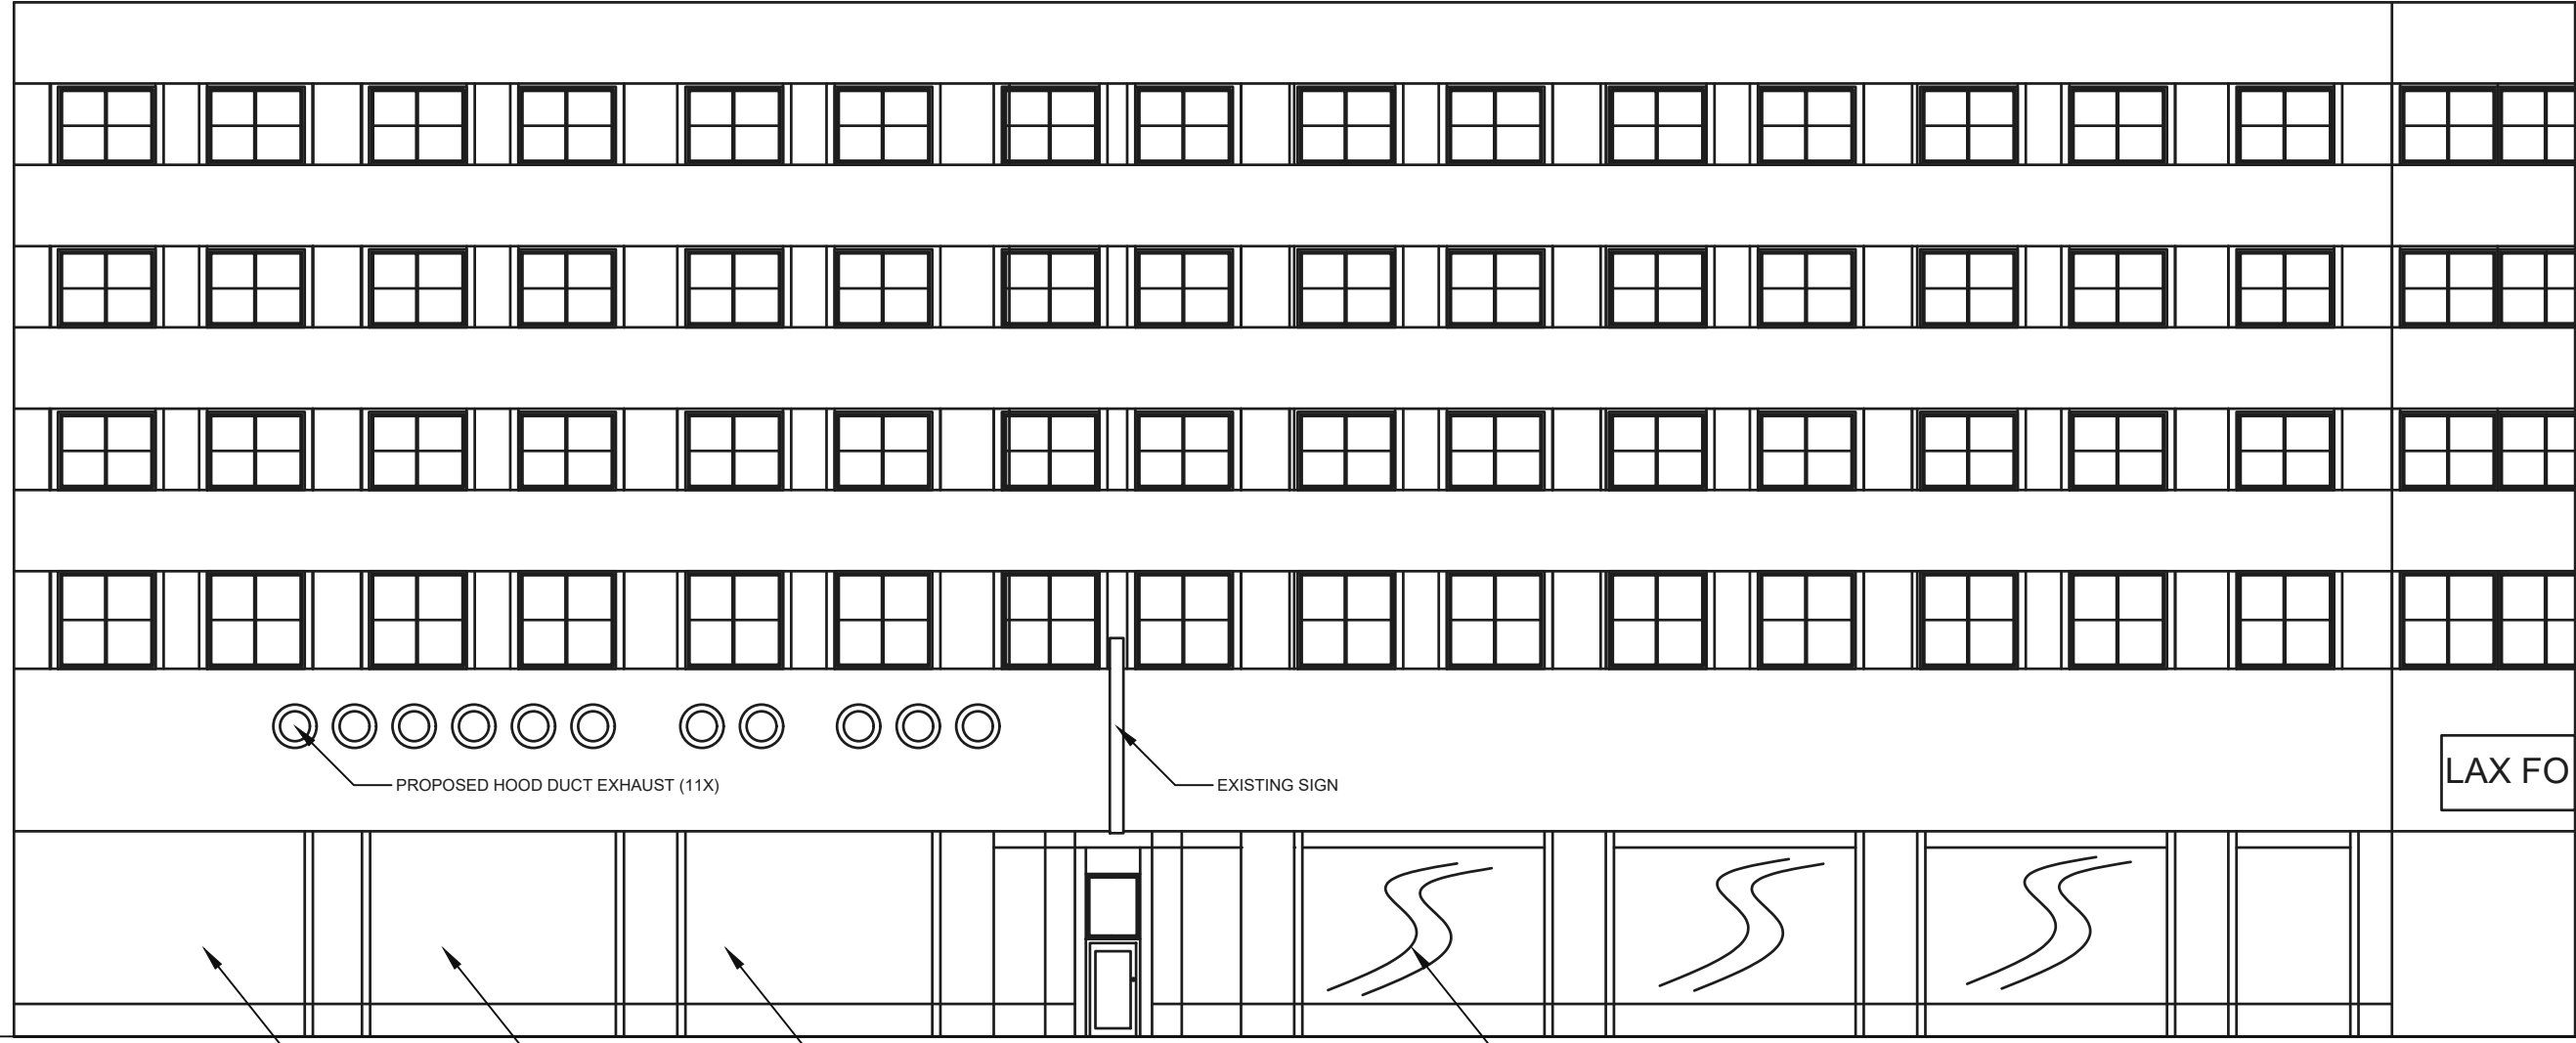 PROPOSED HOOD DUCT EXHAUST (11X)
EXISTING SIGN
LAX FO